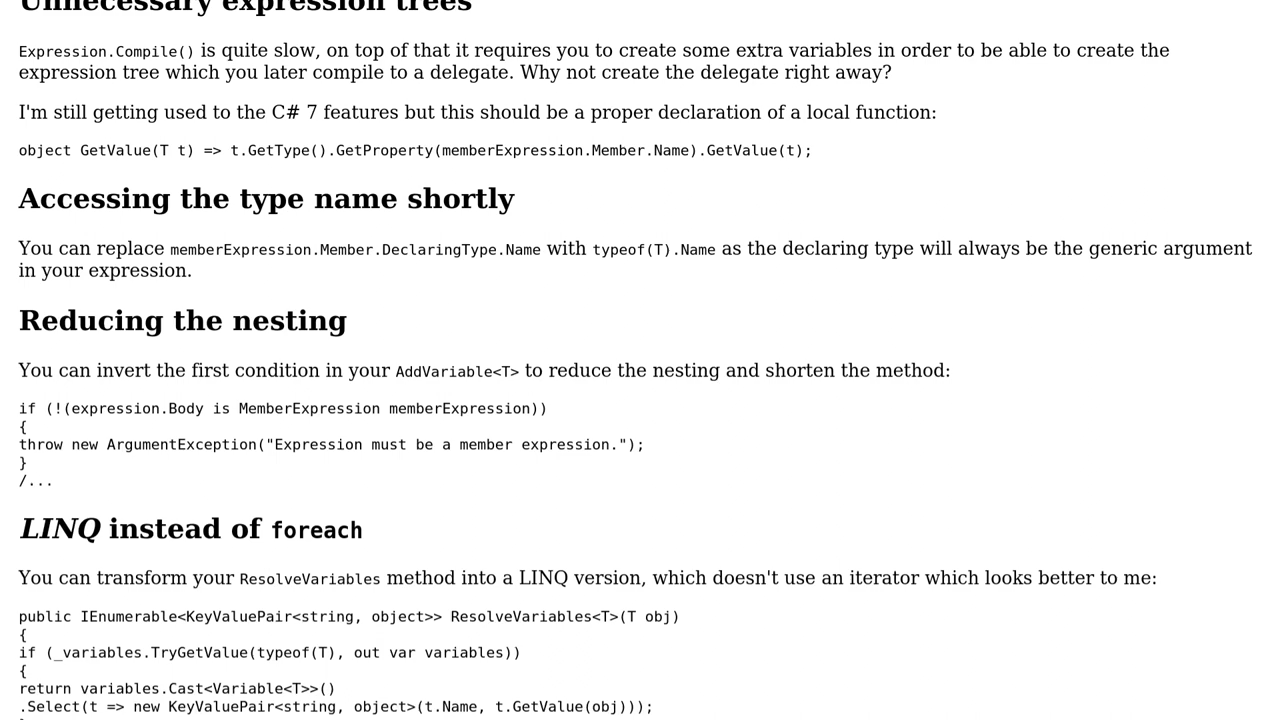 Unnecessary expression trees
Expression.Compile() is quite slow, on top of that it requires you to create some extra variables in order to be able to create the
expression tree which you later compile to a delegate. Why not create the delegate right away?
I'm still getting used to the C# 7 features but this should be a proper declaration of a local function:
object GetValue(T t) => t.GetType().GetProperty(memberExpression.Member.Name).GetValue(t);
Accessing the type name shortly
You can replace memberExpression.Member.DeclaringType.Name with typeof(T).Name as the declaring type will always be the generic argument
in your expression.
Reducing the nesting
You can invert the first condition in your AddVariable<T> to reduce the nesting and shorten the method:
if (!(expression.Body is MemberExpression memberExpression))
{
throw new ArgumentException("Expression must be a member expression.");
}
/...
LINQ instead of foreach
You can transform your ResolveVariables method into a LINQ version, which doesn't use an iterator which looks better to me:
public IEnumerable<KeyValuePair<string, object>> ResolveVariables<T>(T obj)
{
if (_variables.TryGetValue(typeof(T), out var variables))
{
return variables.Cast<Variable<T>>()
.Select(t => new KeyValuePair<string, object>(t.Name, t.GetValue(obj)));